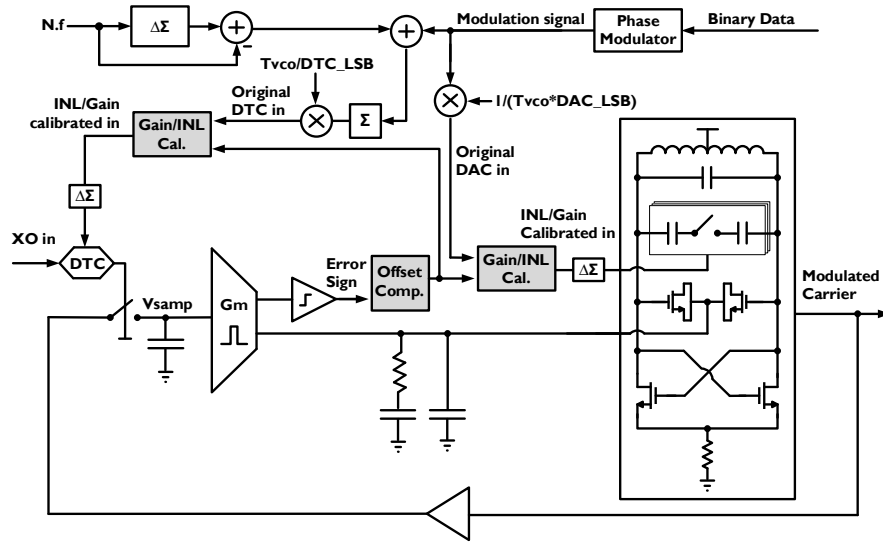 N.f
ΔΣ
+
-
+
Modulation signal
Phase
Modulator
Binary Data
Tvco/DTC_LSB
×
1/(Tvco*DAC_LSB)
Original
DTC in
×
Σ
INL/Gain
calibrated in
Gain/INL
Cal.
Original
DAC in
ΔΣ
INL/Gain
Calibrated in
XO in
DTC
Vsamp
Gm
Error
Sign
Offset
Comp.
Gain/INL
Cal.
ΔΣ
Modulated
Carrier